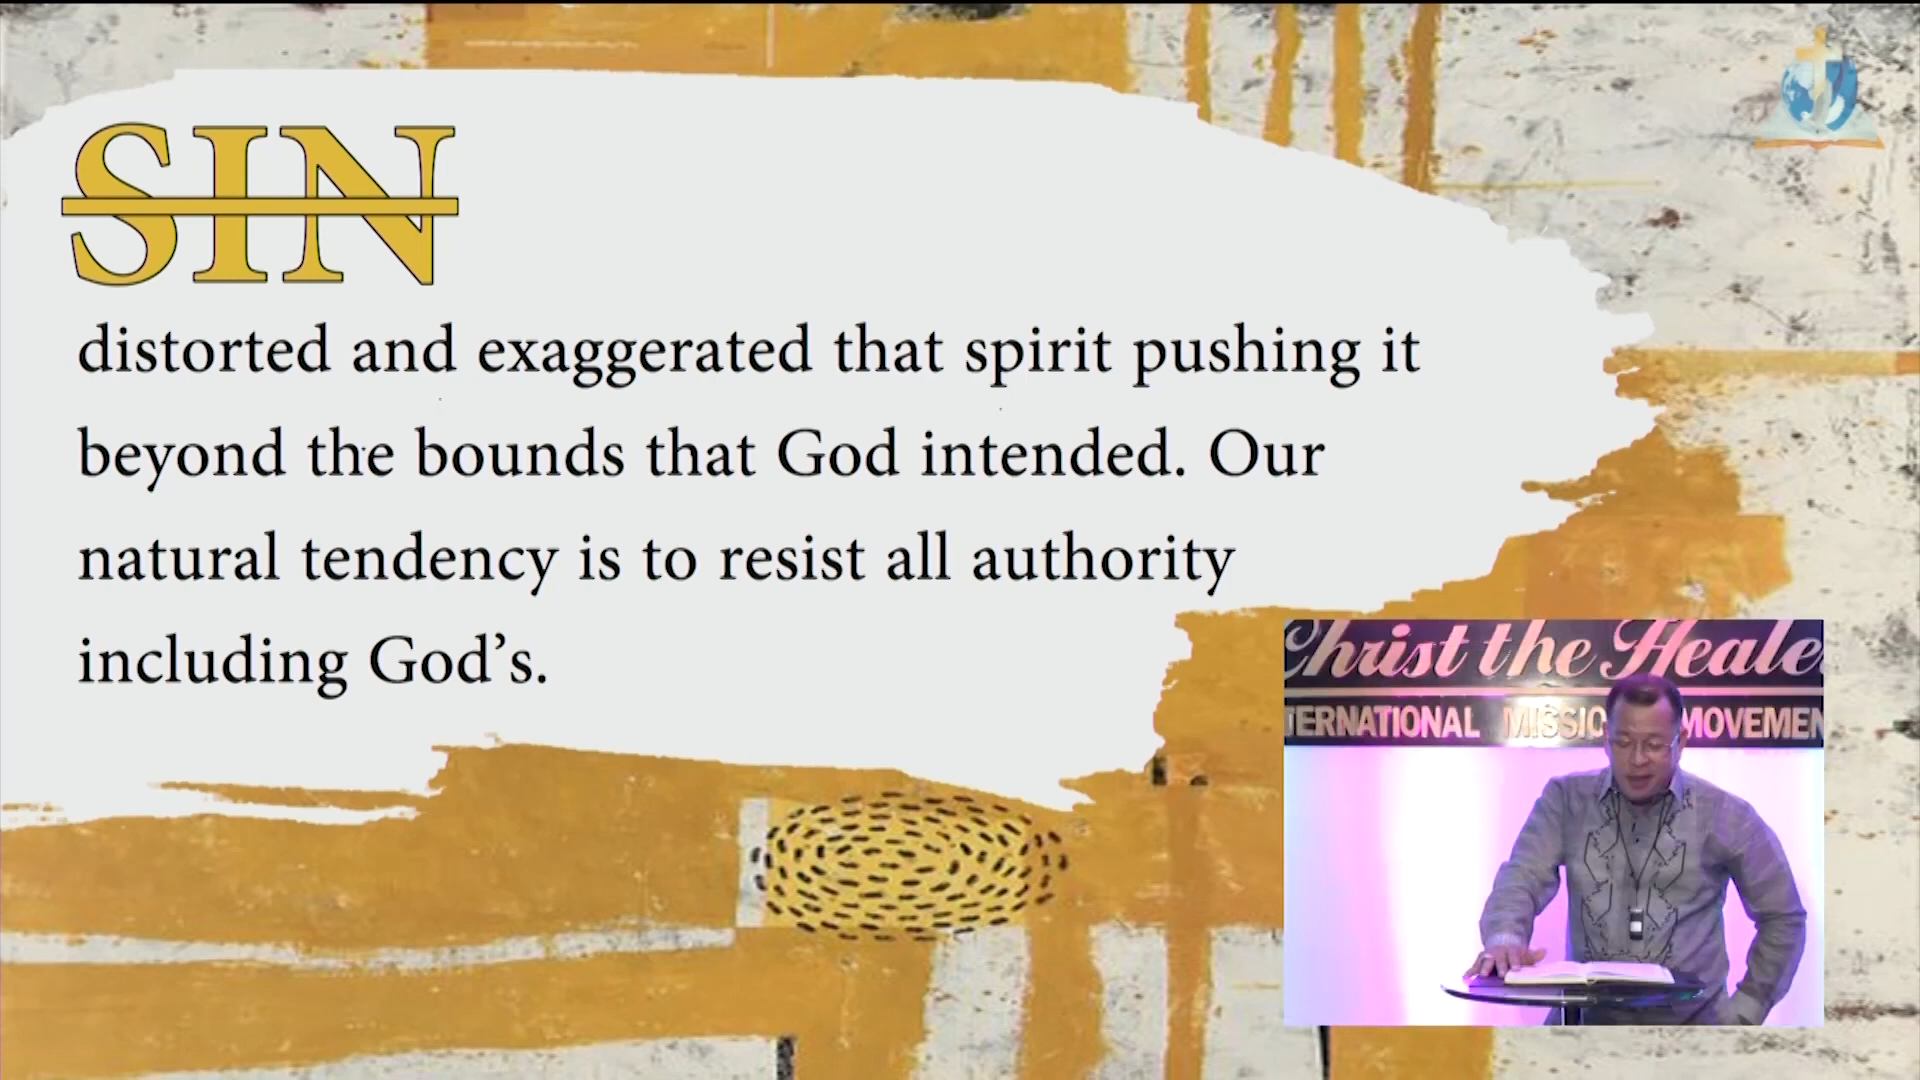 SIN
distorted and exaggerated that spirit pushing it
beyond the bounds that God intended. Our
natural tendency is to resist all authority
including God’s.
Christ the Heale
TERNATIONAL MISSIO MOVEMEN